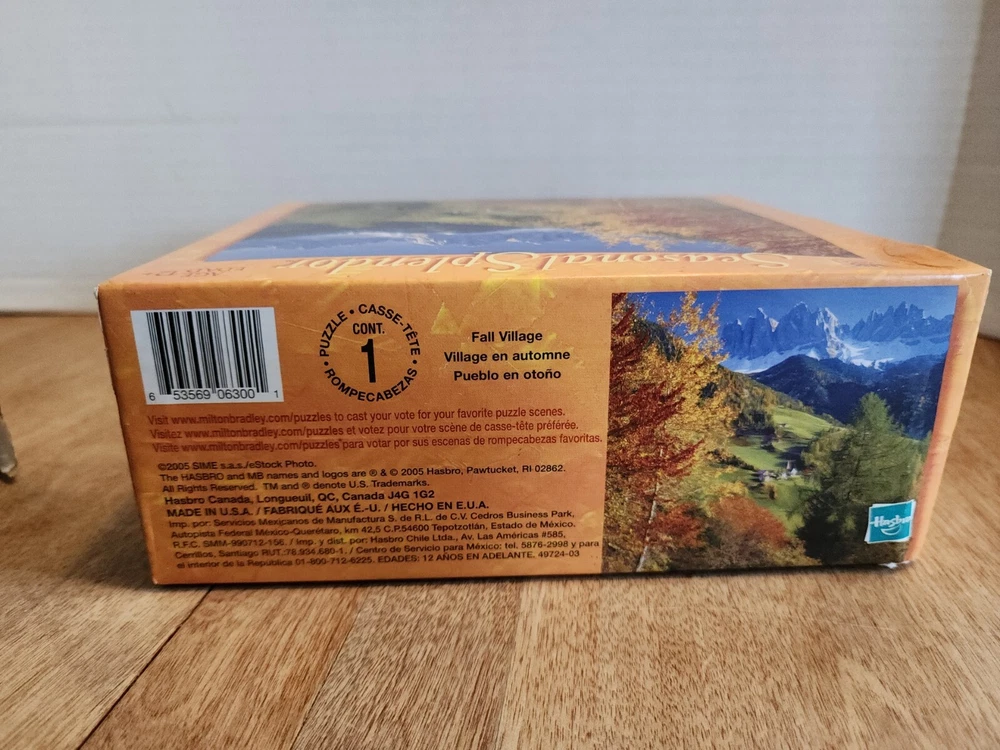 Seasonal Splendor
6 53569 06300 1
PUZZLE • CASSE-TÊTE • ROMPECABEZAS •
CONT.
1
Fall Village
Village en automne
Pueblo en otoño
Visit www.miltonbradley.com/puzzles to cast your vote for your favorite puzzle scenes.
Visitez www.miltonbradley.com/puzzles et votez pour votre scène de casse-tête préférée.
Visite www.miltonbradley.com/puzzles para votar por sus escenas de rompecabezas favoritas.
©2005 SIME s.a.s./eStock Photo.
The HASBRO and MB names and logos are ® & © 2005 Hasbro, Pawtucket, RI 02862.
All Rights Reserved. TM and ® denote U.S. Trademarks.
Hasbro Canada, Longueuil, QC, Canada J4G 1G2
MADE IN U.S.A. / FABRIQUÉ AUX É.-U. / HECHO EN E.U.A.
Imp. por: Servicios Mexicanos de Manufactura S. de R.L. de C.V. Cedros Business Park,
Autopista Federal México-Querétaro, km 42,5 C.P.54600 Tepotzotlán, Estado de México.
R.F.C. SMM-990712-156. / Imp. y dist. por: Hasbro Chile Ltda., Av. Las Américas #585,
Cerrillos, Santiago RUT.:78.934.680-1. / Centro de Servicio para México: tel. 5876-2998 y para
el interior de la República 01-800-712-6225. EDADES: 12 AÑOS EN ADELANTE. 49724-03
Hasbro